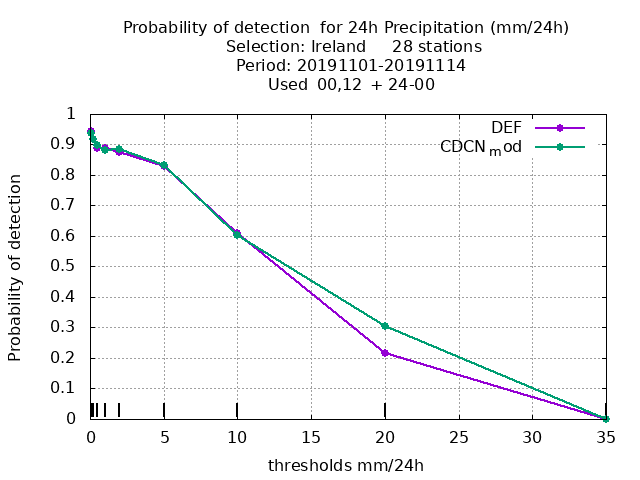 Probability of detection  for 24h Precipitation (mm/24h)
Selection: Ireland     28 stations
Period: 20191101-20191114
Used  00,12  + 24-00
DEF
CDCN_mod
Probability of detection
1
0.9
0.8
0.7
0.6
0.5
0.4
0.3
0.2
0.1
0
0 5 10 15 20 25 30 35
thresholds mm/24h